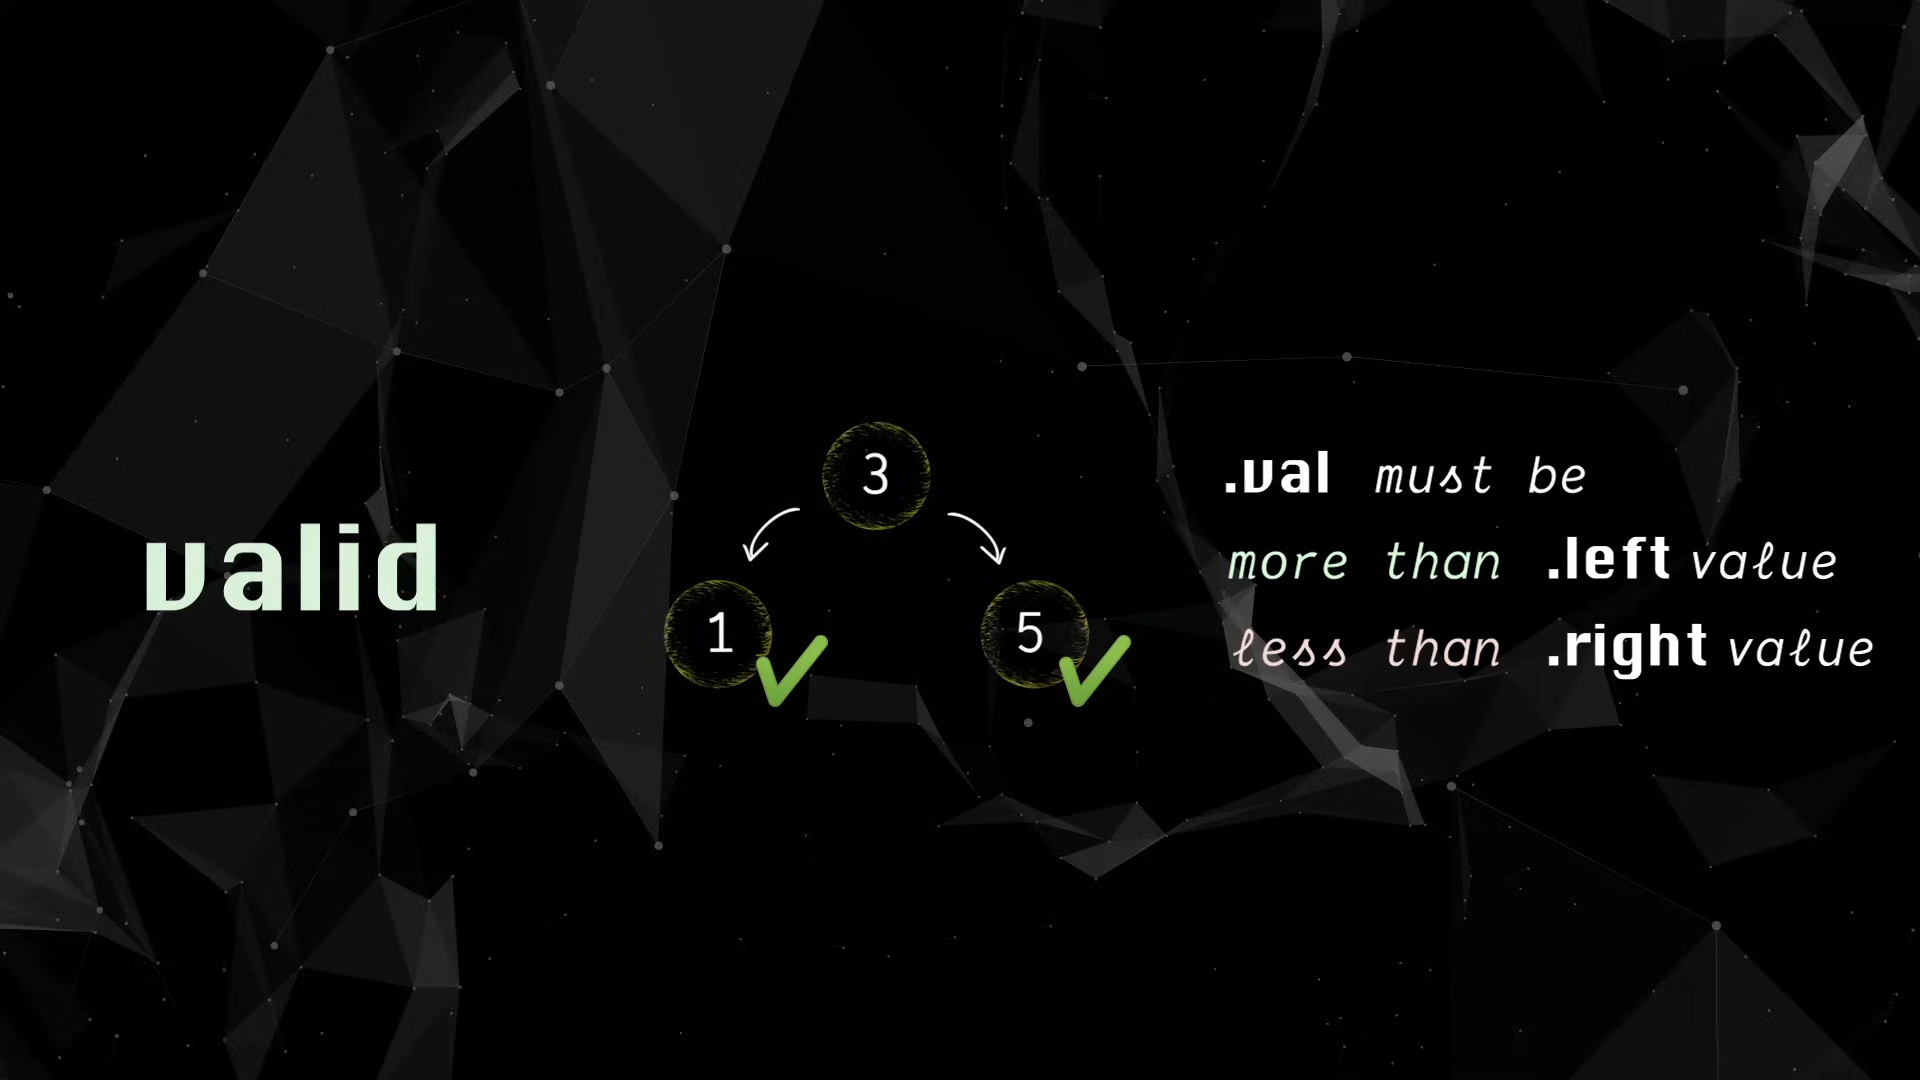 valid
3
1
5
.val must be
more than .left value
less than .right value